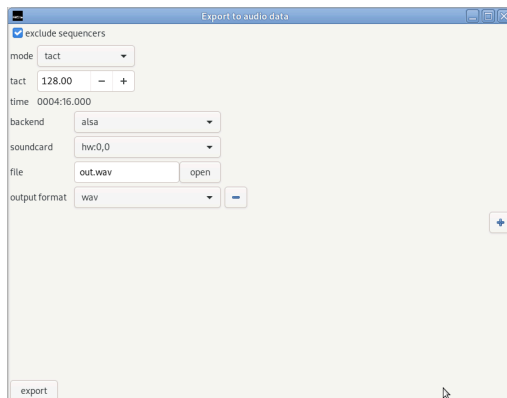 Export to audio data
exclude sequencers
mode tact
tact 128.00 − +
time 0004:16.000
backend alsa
soundcard hw:0,0
file out.wav open
output format wav
export